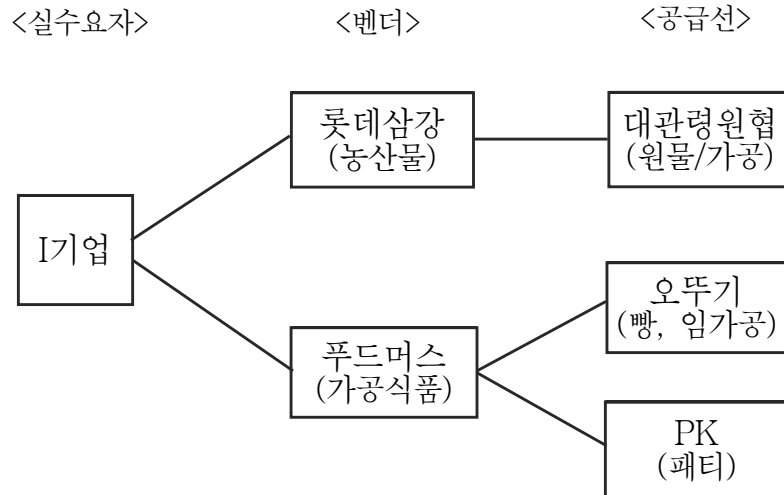 <실수요자> <벤더> <공급선>
롯데삼강
(농산물)
대관령원협
(원물/가공)
I기업
오뚜기
(빵, 임가공)
푸드머스
(가공식품)
PK
(패티)